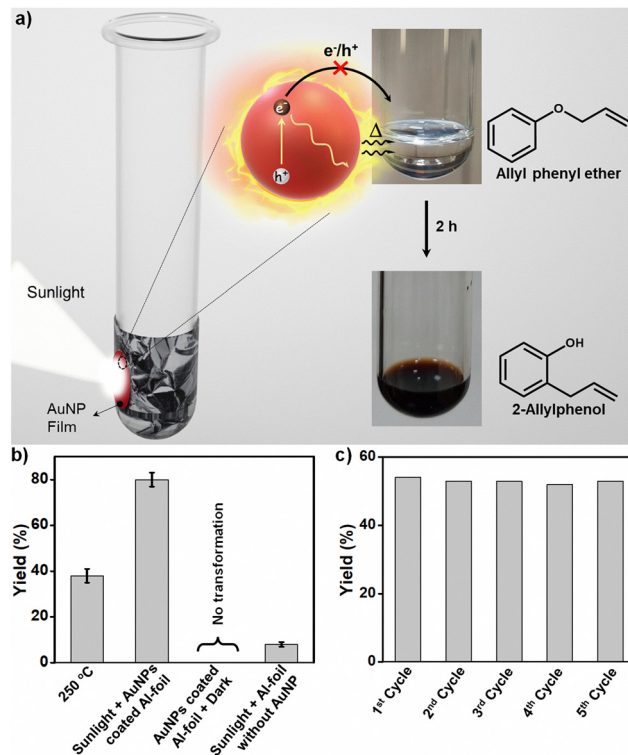 a)
e⁻/h⁺
e⁻
h⁺
Δ
O
Allyl phenyl ether
2 h
Sunlight
AuNP
Film
OH
2-Allylphenol
b)
Yield (%)
80
60
40
20
0
No transformation
250 °C
Sunlight + AuNPs
coated Al-foil
AuNPs coated
Al-foil + Dark
Sunlight + Al-foil
without AuNP
c)
Yield (%)
60
40
20
0
1st Cycle
2nd Cycle
3rd Cycle
4th Cycle
5th Cycle